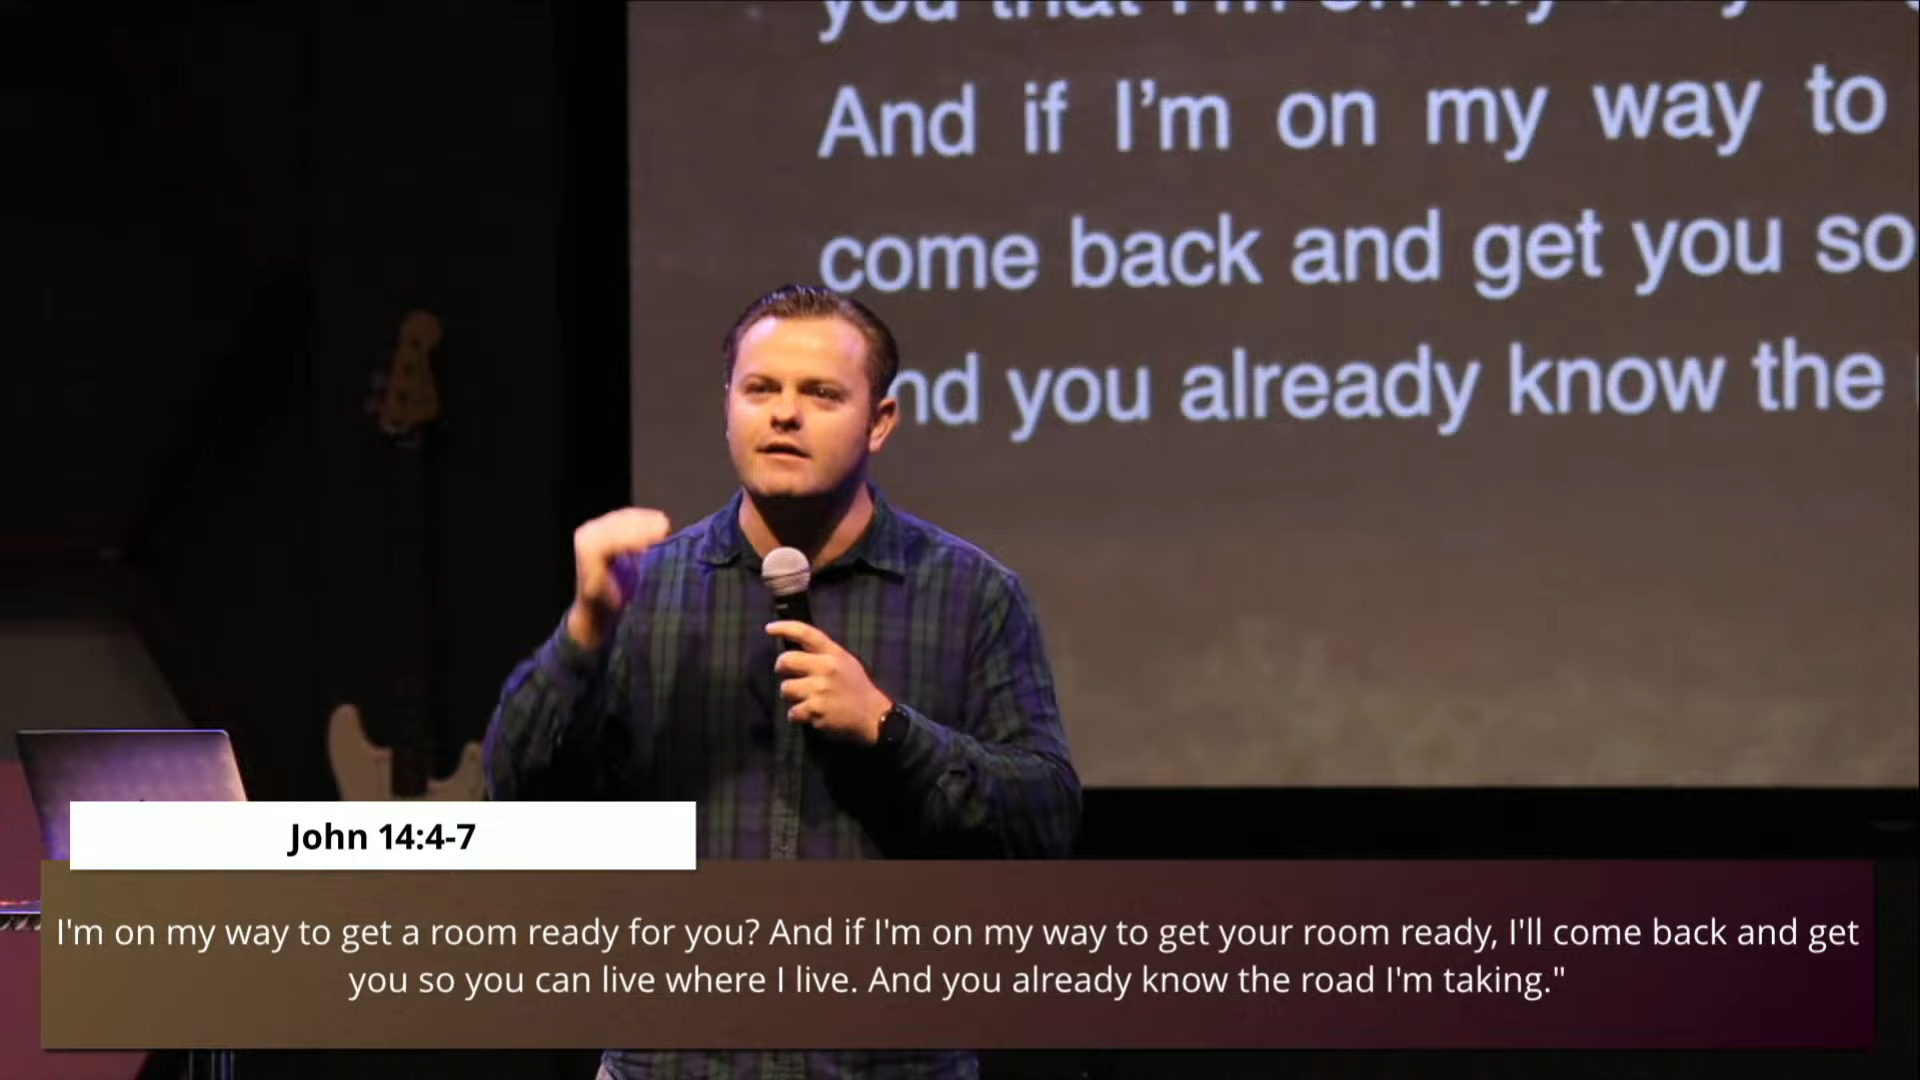 And if I'm on my way to
come back and get you so
you already know the
John 14:4-7
I'm on my way to get a room ready for you? And if I'm on my way to get your room ready, I'll come back and get
you so you can live where I live. And you already know the road I'm taking."